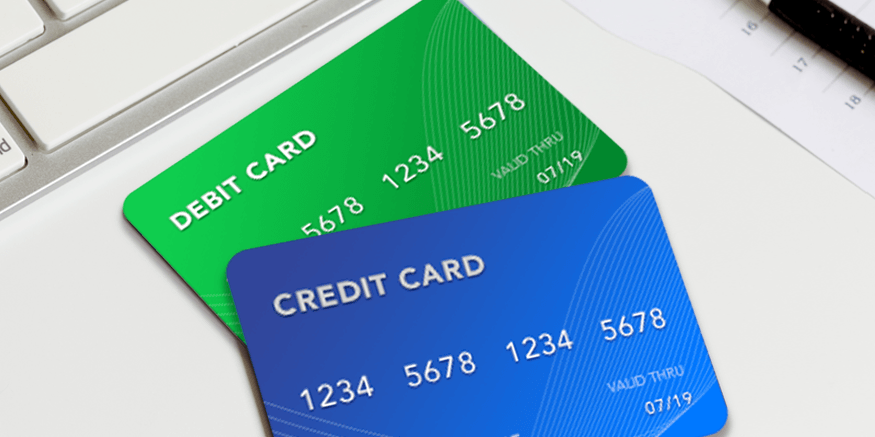 16
17
18
DEBIT CARD
5678 1234 5678
VALID THRU
07/19
CREDIT CARD
1234 5678 1234 5678
VALID THRU
07/19